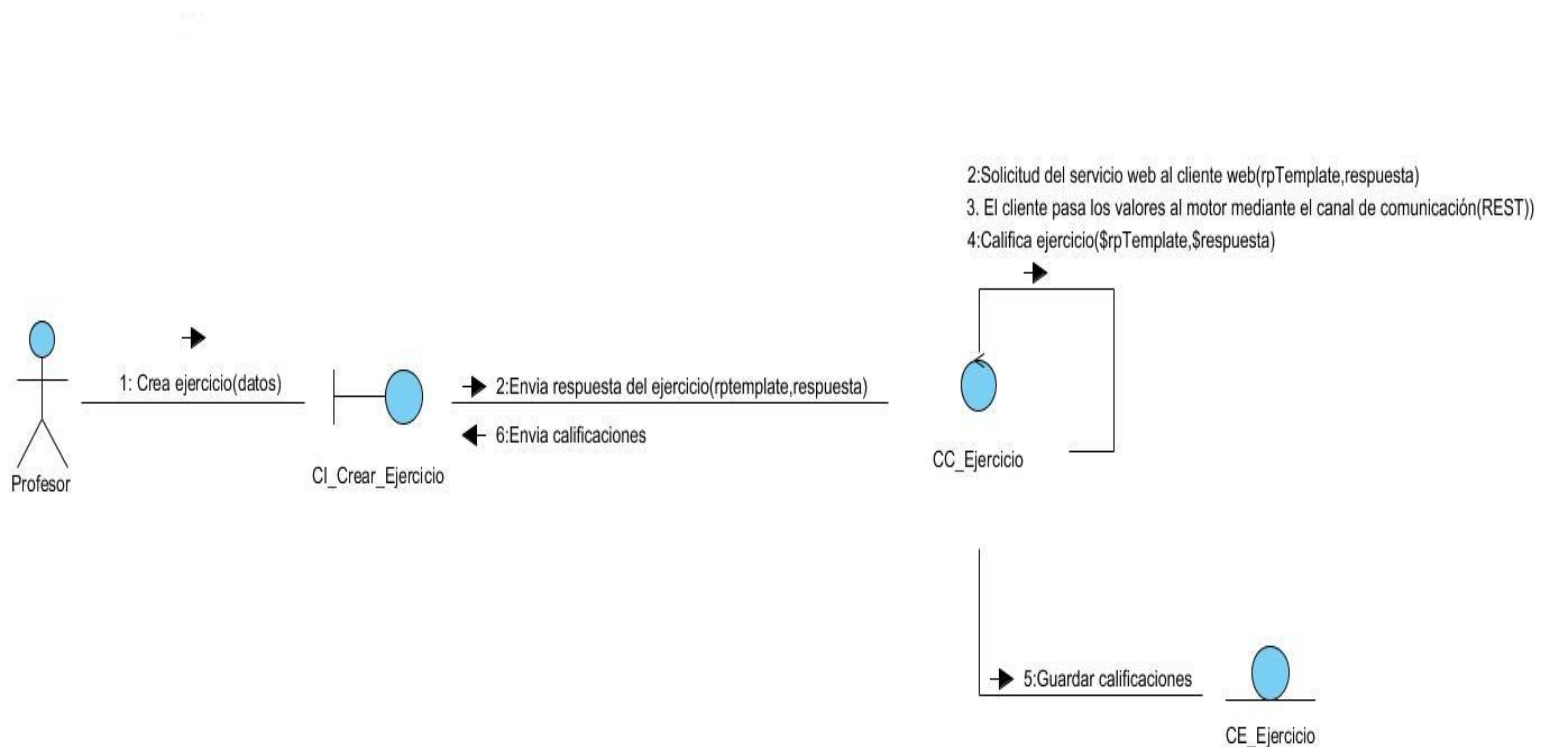 2:Solicitud del servicio web al cliente web(rpTemplate,respuesta)
3. El cliente pasa los valores al motor mediante el canal de comunicación(REST))
4:Califica ejercicio($rpTemplate,$respuesta)
1: Crea ejercicio(datos)
2:Envia respuesta del ejercicio(rptemplate,respuesta)
6:Envia calificaciones
Profesor
CI_Crear_Ejercicio
CC_Ejercicio
5:Guardar calificaciones
CE_Ejercicio